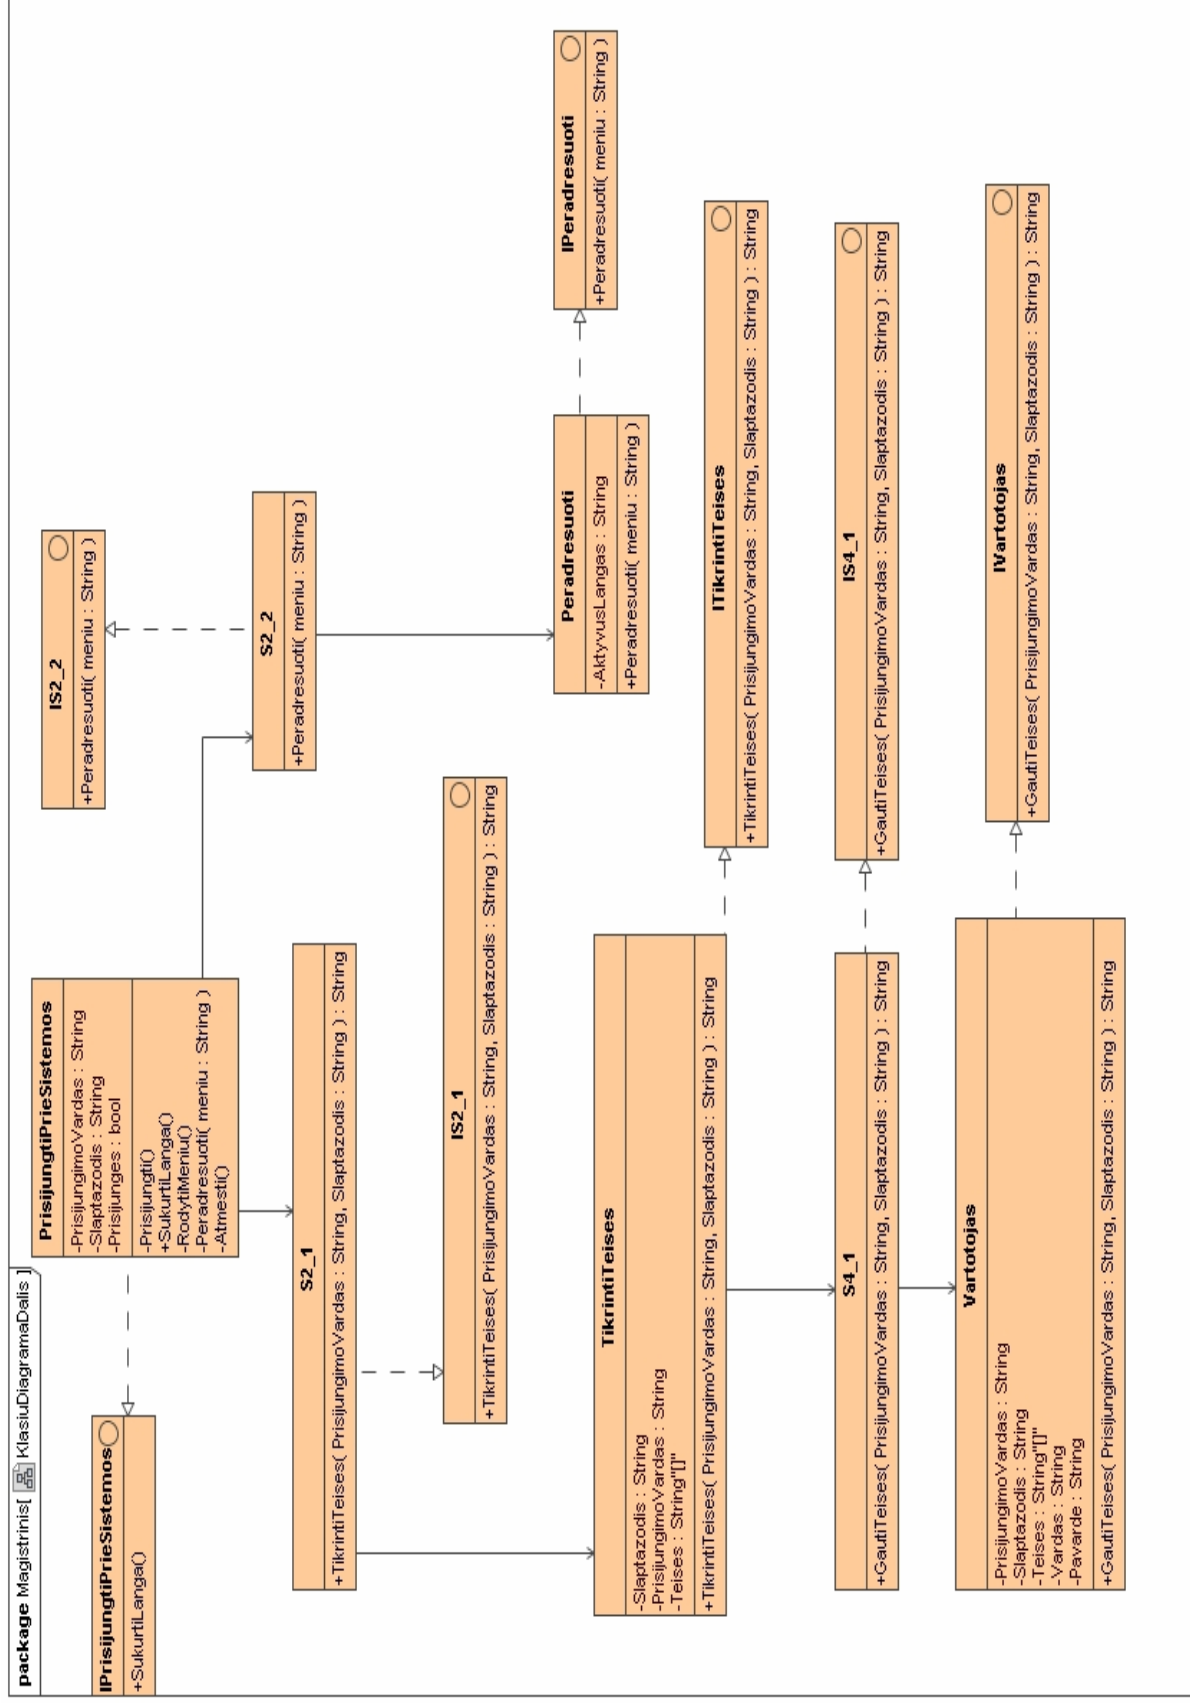 package Magistrinis[ KlasiuDiagramaDalis ]
IPrisijungtiPrieSistemos
+SukurtiLanga()
PrisijungtiPrieSistemos
-PrisijungimoVardas : String
-Slaptazodis : String
-Prisijunges : bool
-Prisijungti()
+SukurtiLanga()
-RodytiMeniu()
-Peradresuoti( meniu : String )
-Atmesti()
IS2_2
+Peradresuoti( meniu : String )
S2_2
+Peradresuoti( meniu : String )
S2_1
+TikrintiTeises( PrisijungimoVardas : String, Slaptazodis : String ) : String
IS2_1
+TikrintiTeises( PrisijungimoVardas : String, Slaptazodis : String ) : String
Peradresuoti
-AktyvusLangas : String
+Peradresuoti( meniu : String )
IPeradresuoti
+Peradresuoti( meniu : String )
TikrintiTeises
-Slaptazodis : String
-PrisijungimoVardas : String
-Teises : String"[]"
+TikrintiTeises( PrisijungimoVardas : String, Slaptazodis : String ) : String
ITikrintiTeises
+TikrintiTeises( PrisijungimoVardas : String, Slaptazodis : String ) : String
S4_1
+GautiTeises( PrisijungimoVardas : String, Slaptazodis : String ) : String
IS4_1
+GautiTeises( PrisijungimoVardas : String, Slaptazodis : String ) : String
Vartotojas
-PrisijungimoVardas : String
-Slaptazodis : String
-Teises : String"[]"
-Vardas : String
-Pavarde : String
+GautiTeises( PrisijungimoVardas : String, Slaptazodis : String ) : String
IVartotojas
+GautiTeises( PrisijungimoVardas : String, Slaptazodis : String ) : String